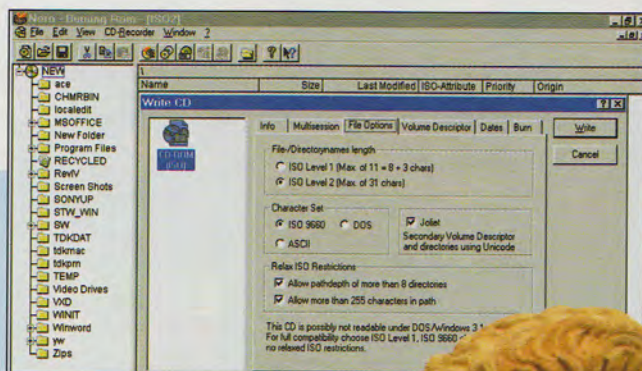 Nero - Burning Rom - [ISO2]
File Edit View CD-Recorder Window ?
NEW
ace
CHMRBIN
localedit
MSOFFICE
New Folder
Program Files
RECYCLED
RevIV
Screen Shots
SONYUP
STW_WIN
SW
TDKDAT
tdkmac
tdkpm
TEMP
Video Drives
VXD
WINIT
Winword
yw
Zips
\
Name Size Last Modified ISO-Attribute Priority Origin
Write CD
CD-ROM
(ISO)
Info Multisession File Options Volume Descriptor Dates Burn
Write
Cancel
File-/Directorynames length
ISO Level 1 (Max. of 11 = 8 + 3 chars)
ISO Level 2 (Max. of 31 chars)
Character Set
ISO 9660 DOS
ASCII
Joliet
Secondary Volume Descriptor
and directories using Unicode
Relax ISO Restrictions
Allow pathdepth of more than 8 directories
Allow more than 255 characters in path
This CD is possibly not readable under DOS/Windows 3.
For full compatibility choose ISO Level 1, ISO 9660
no relaxed ISO restrictions.